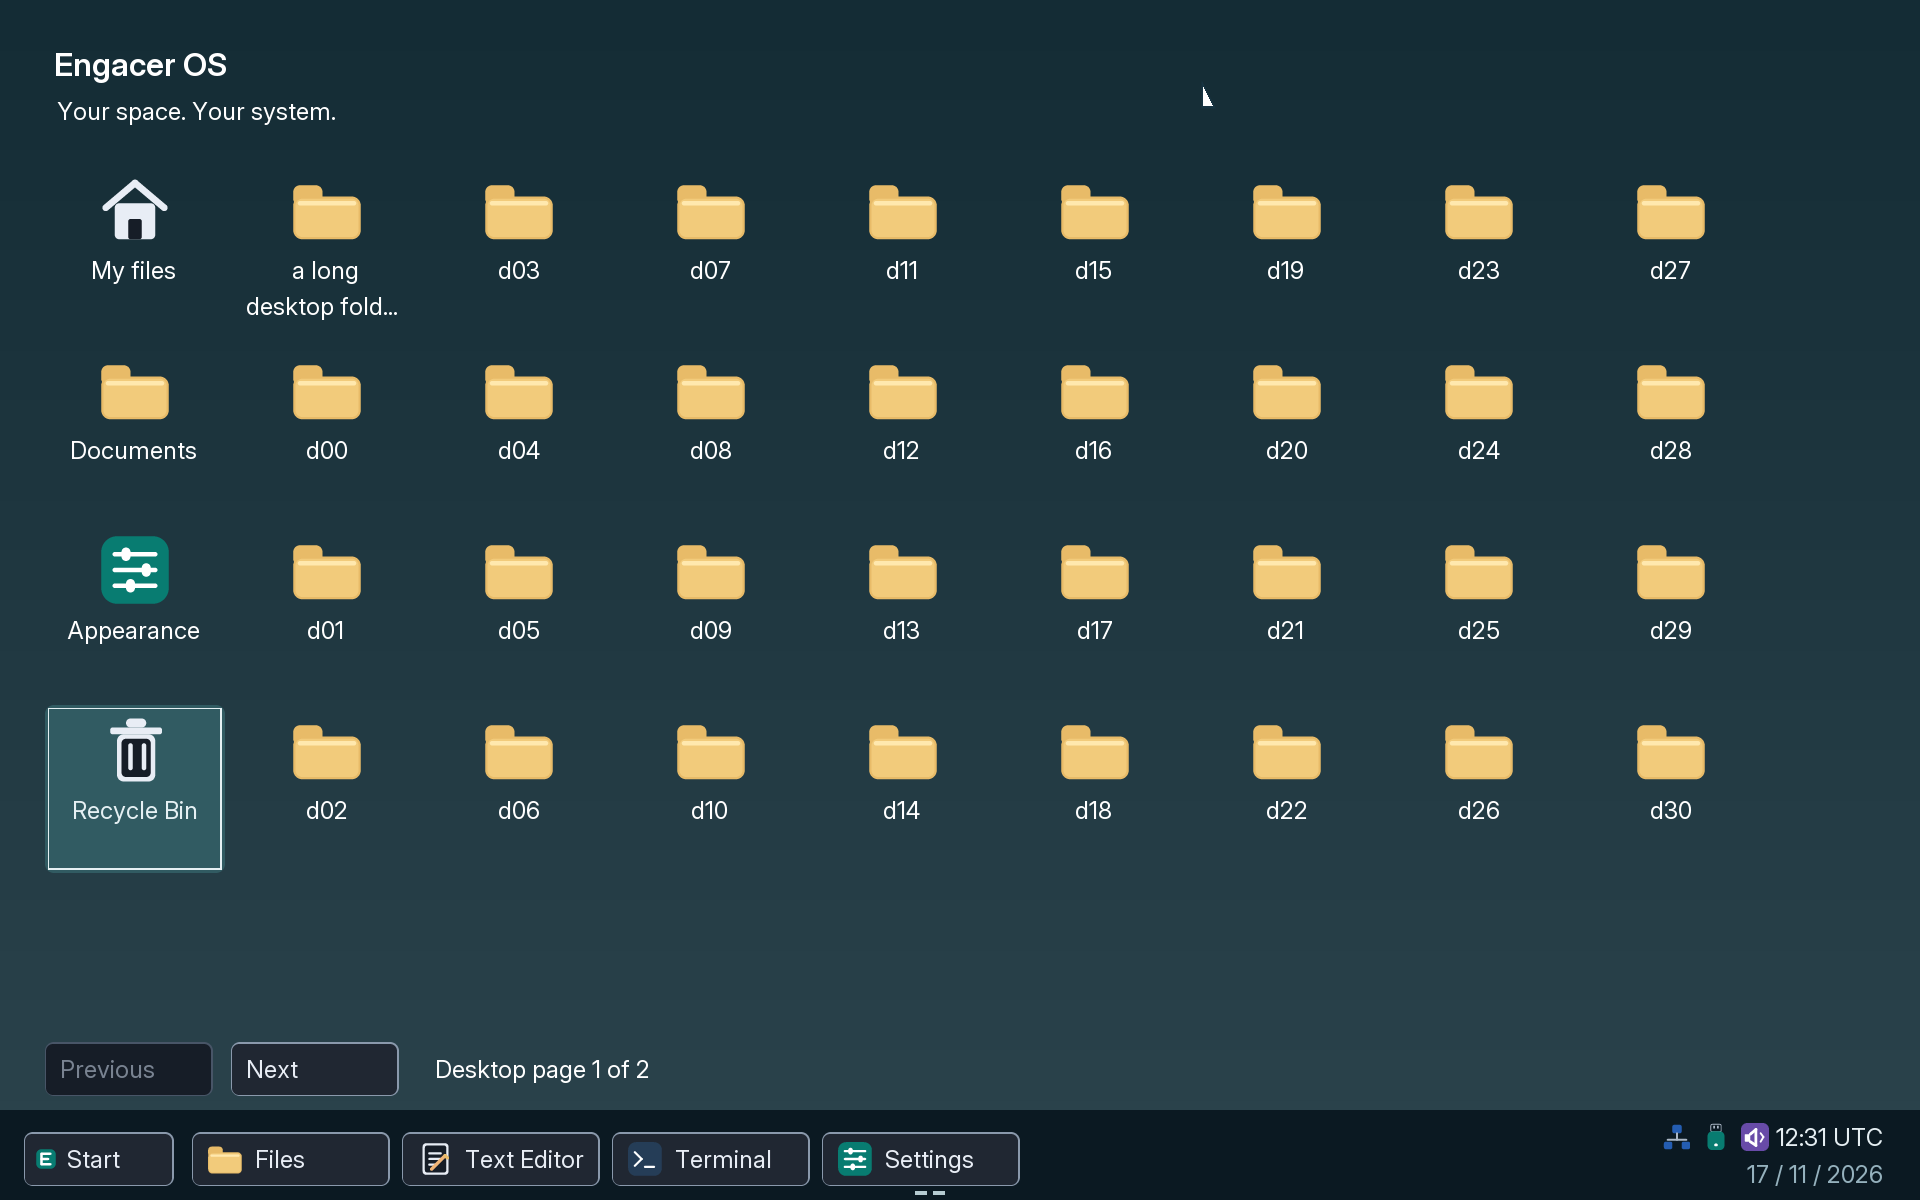 Engacer OS
Your space. Your system.
My files
a long
desktop fold...
d03
d07
d11
d15
d19
d23
d27
Documents
d00
d04
d08
d12
d16
d20
d24
d28
Appearance
d01
d05
d09
d13
d17
d21
d25
d29
Recycle Bin
d02
d06
d10
d14
d18
d22
d26
d30
Previous
Next
Desktop page 1 of 2
E Start
Files
Text Editor
Terminal
Settings
12:31 UTC
17 / 11 / 2026